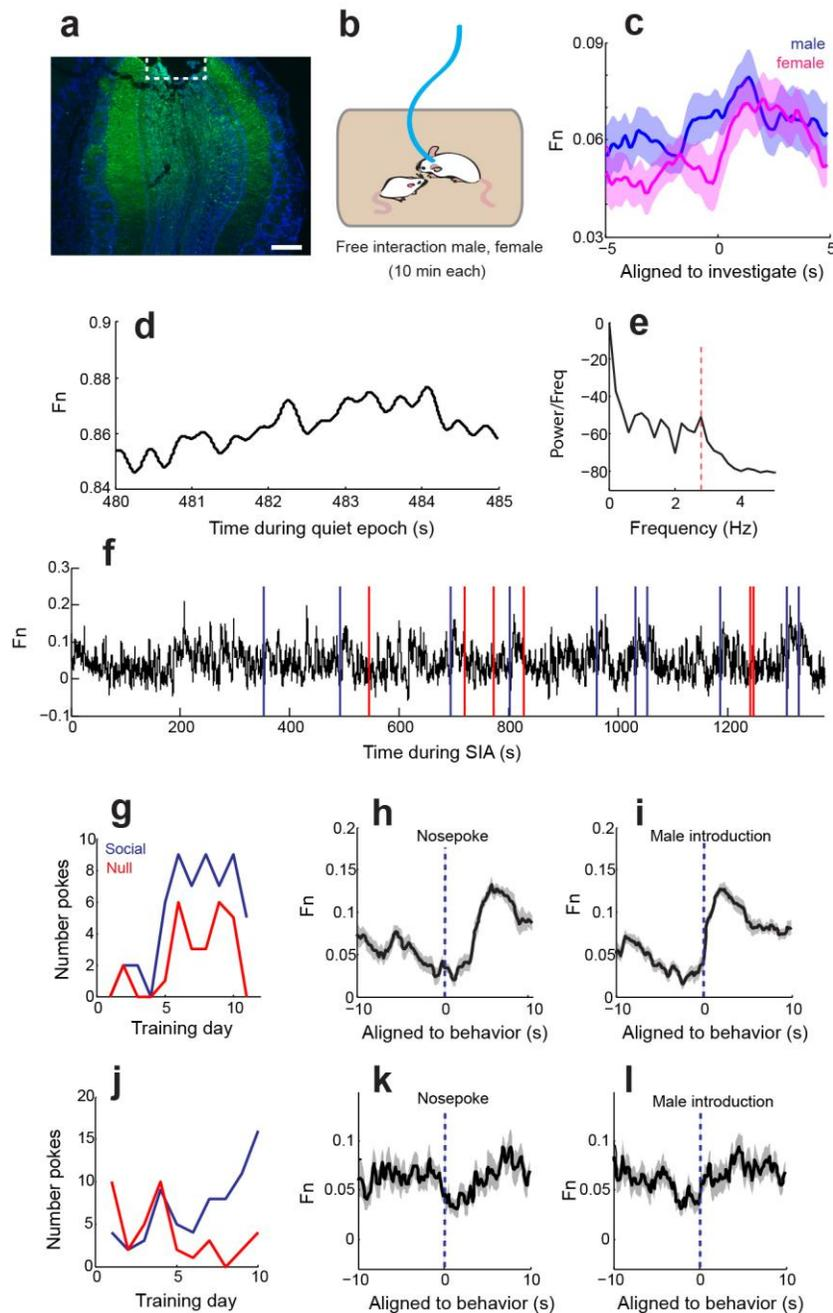 a
b
Free interaction male, female
(10 min each)
c
male
female
0.09
0.06
0.03
Fn
−5
0
5
Aligned to investigate (s)
d
0.9
0.88
0.86
0.84
Fn
480
481
482
483
484
485
Time during quiet epoch (s)
e
0
−20
−40
−60
−80
Power/Freq
0
2
4
Frequency (Hz)
f
0.3
0.2
0.1
0
−0.1
Fn
0
200
400
600
800
1000
1200
Time during SIA (s)
g
Social
Null
10
8
6
4
2
0
Number pokes
0
5
10
Training day
h
Nosepoke
0.2
0.15
0.1
0.05
0
Fn
−10
0
10
Aligned to behavior (s)
i
Male introduction
0.2
0.15
0.1
0.05
0
Fn
−10
0
10
Aligned to behavior (s)
j
20
15
10
5
0
Number pokes
0
5
10
Training day
k
Nosepoke
0.1
0.05
0
Fn
−10
0
10
Aligned to behavior (s)
l
Male introduction
0.1
0.05
0
Fn
−10
0
10
Aligned to behavior (s)